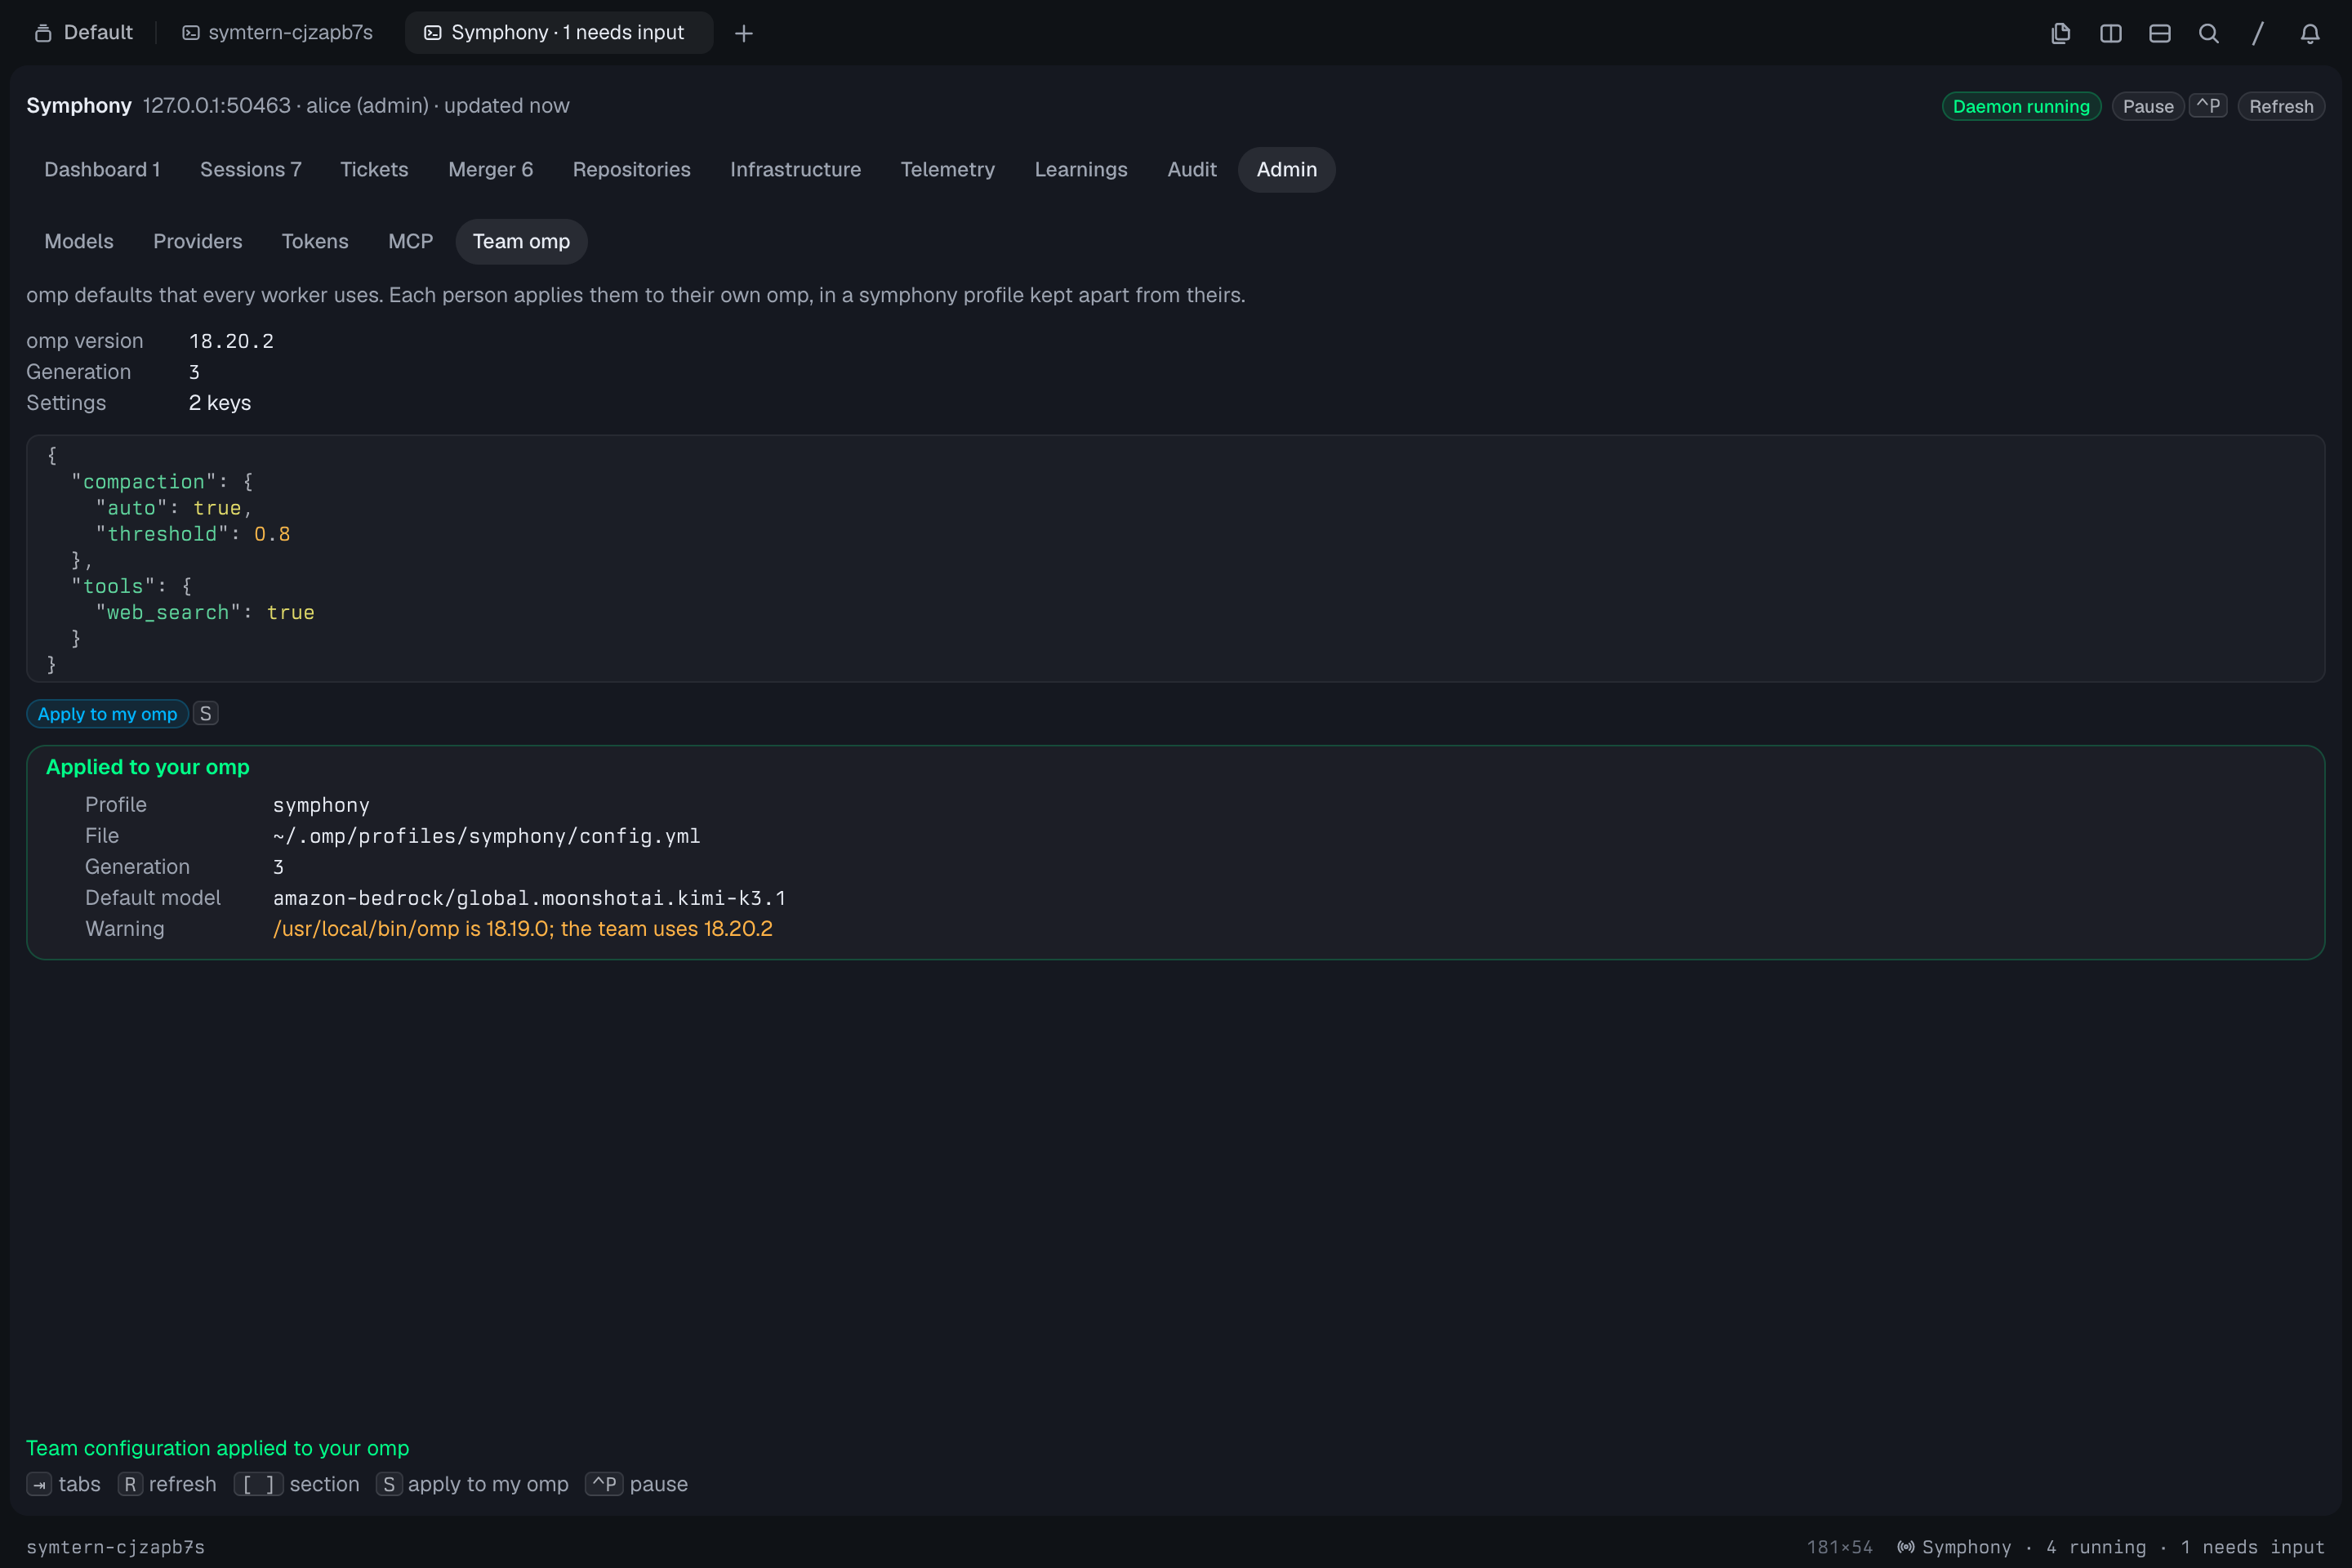 Default symtern-cjzapb7s Symphony · 1 needs input +
Symphony 127.0.0.1:50463 · alice (admin) · updated now Daemon running Pause ^P Refresh
Dashboard 1 Sessions 7 Tickets Merger 6 Repositories Infrastructure Telemetry Learnings Audit Admin
Models Providers Tokens MCP Team omp
omp defaults that every worker uses. Each person applies them to their own omp, in a symphony profile kept apart from theirs.
omp version 18.20.2
Generation 3
Settings 2 keys
{
  "compaction": {
    "auto": true,
    "threshold": 0.8
  },
  "tools": {
    "web_search": true
  }
}
Apply to my omp S
Applied to your omp
Profile symphony
File ~/.omp/profiles/symphony/config.yml
Generation 3
Default model amazon-bedrock/global.moonshotai.kimi-k3.1
Warning /usr/local/bin/omp is 18.19.0; the team uses 18.20.2
Team configuration applied to your omp
⇥ tabs R refresh [ ] section S apply to my omp ^P pause
symtern-cjzapb7s 181×54 Symphony · 4 running · 1 needs input